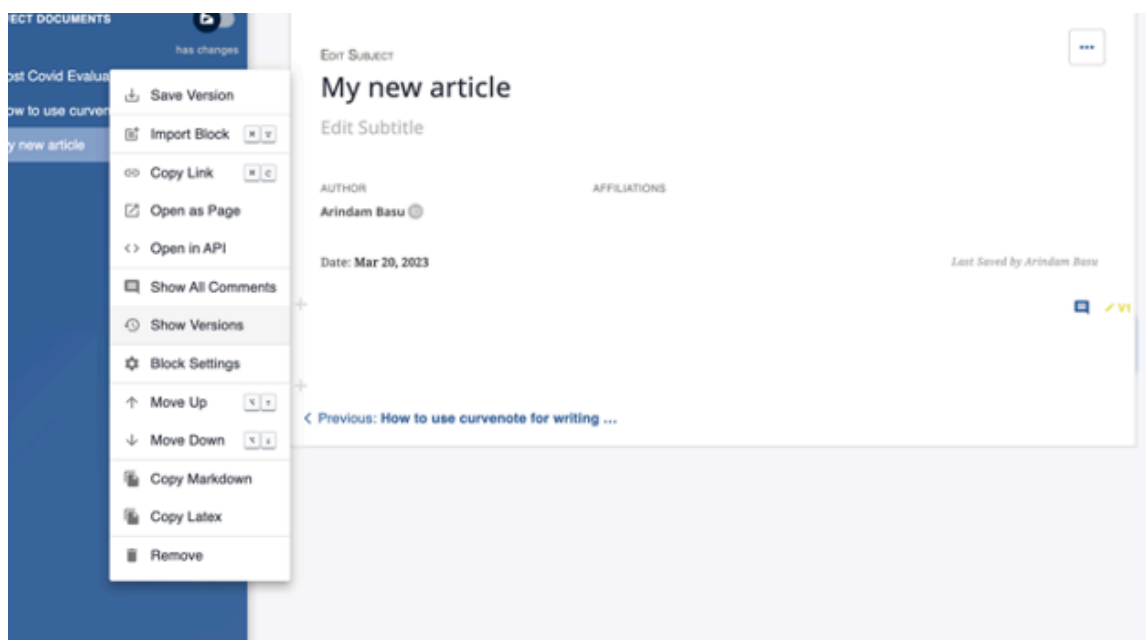 ECT DOCUMENTS
has changes
ost Covid Evalua
ow to use curven
y new article
Save Version
Import Block ⌘ V
Copy Link ⌘ C
Open as Page
Open in API
Show All Comments
Show Versions
Block Settings
Move Up ⌥ ↑
Move Down ⌥ ↓
Copy Markdown
Copy Latex
Remove
EDIT SUBJECT
My new article
Edit Subtitle
AUTHOR AFFILIATIONS
Arindam Basu
Date: Mar 20, 2023 Last Saved by Arindam Basu
V1
Previous: How to use curvenote for writing ...